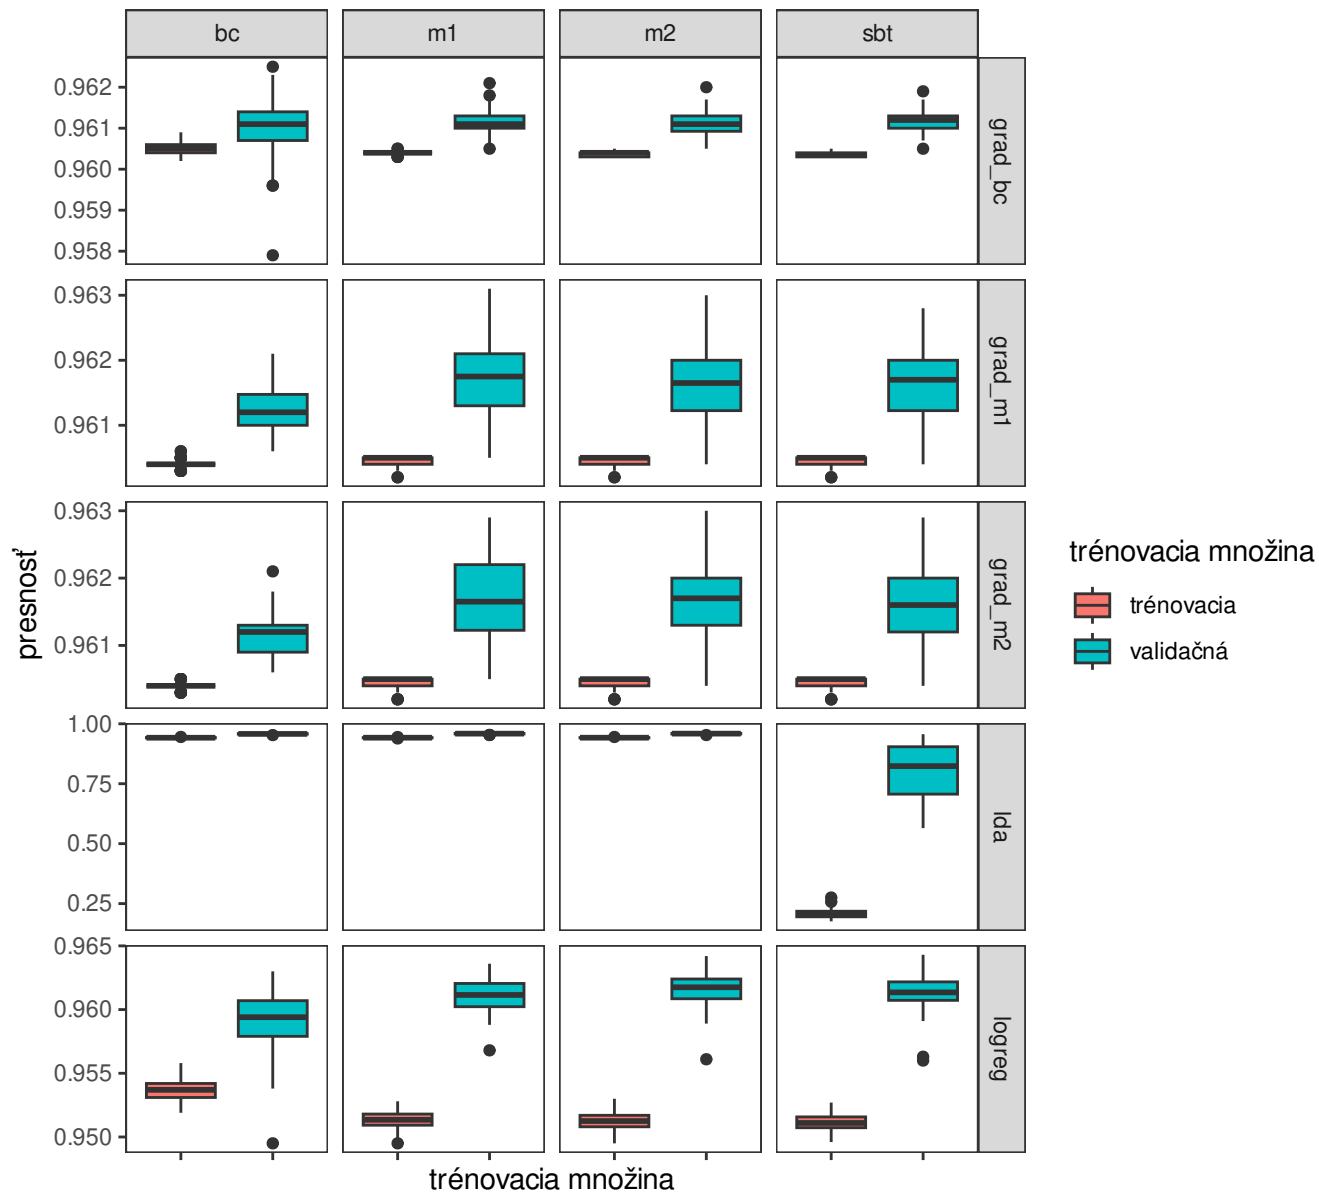 bc m1 m2 sbt
0.962
0.961
0.960
0.959
0.958
grad_bc
0.963
0.962
0.961
grad_m1
0.963
0.962
0.961
grad_m2
1.00
0.75
0.50
0.25
lda
0.965
0.960
0.955
0.950
logreg
presnosť
trénovacia množina
trénovacia množina
trénovacia
validačná